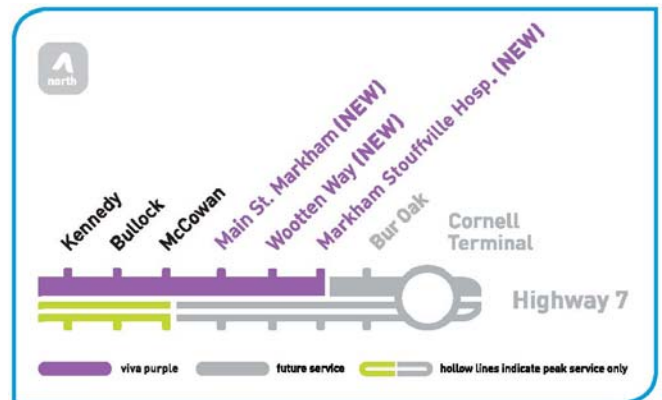 north
Kennedy
Bullock
McCowan
Main St. Markham (NEW)
Wootten Way (NEW)
Markham Stouffville Hosp. (NEW)
Bur Oak
Cornell
Terminal
Highway 7
viva purple
future service
hollow lines indicate peak service only